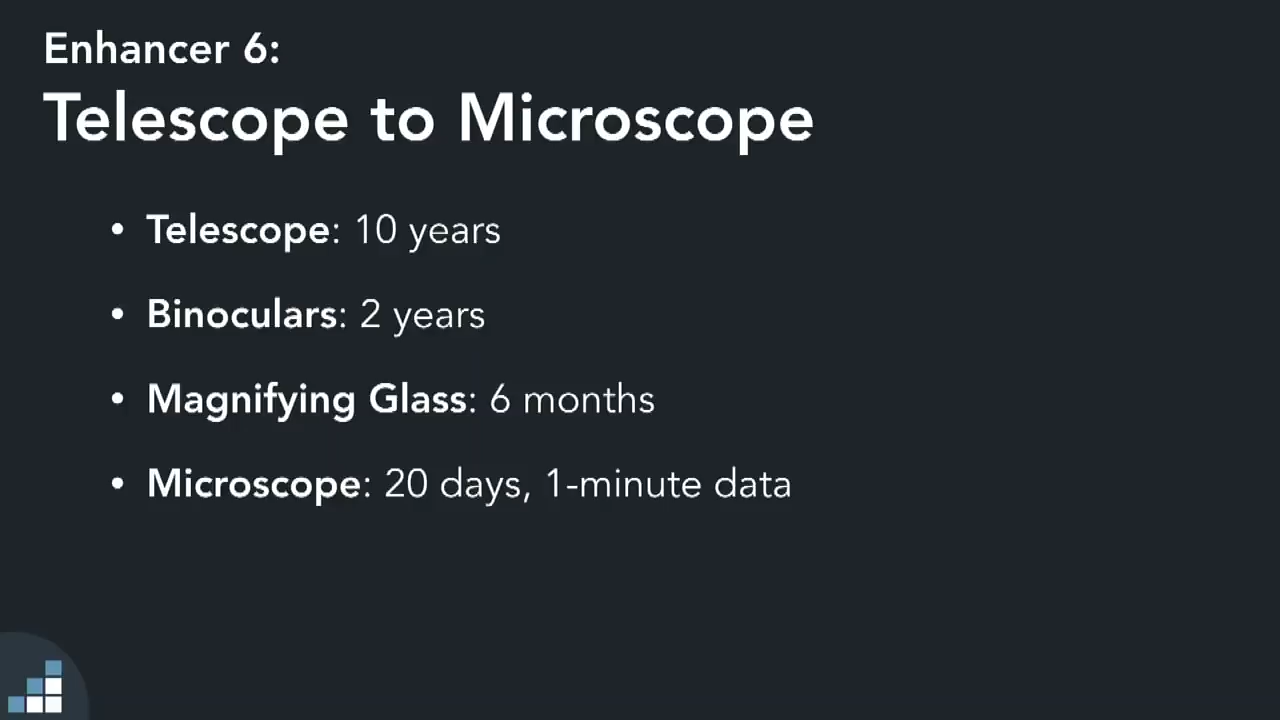 Enhancer 6:
Telescope to Microscope
• Telescope: 10 years
• Binoculars: 2 years
• Magnifying Glass: 6 months
• Microscope: 20 days, 1-minute data